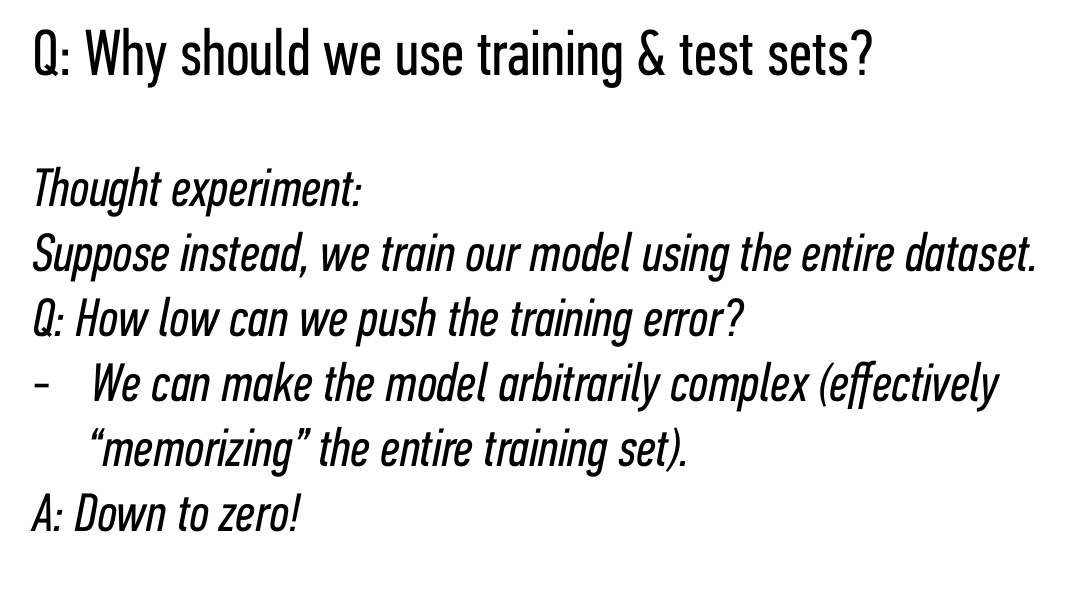 Q: Why should we use training & test sets?
Thought experiment:
Suppose instead, we train our model using the entire dataset.
Q: How low can we push the training error?
- We can make the model arbitrarily complex (effectively
“memorizing” the entire training set).
A: Down to zero!